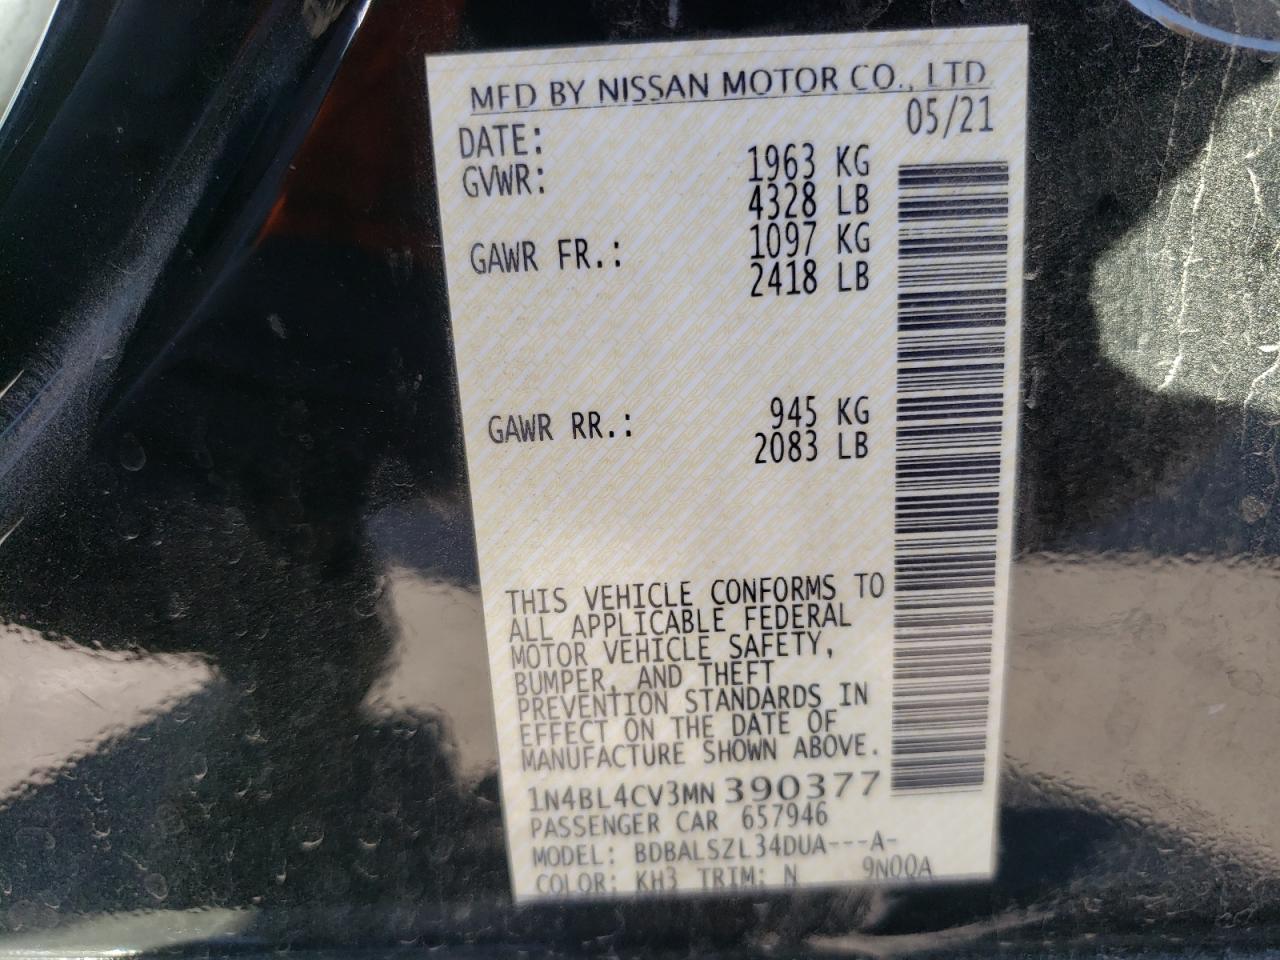 MFD BY NISSAN MOTOR CO., LTD
DATE: 05/21
GVWR: 1963 KG
4328 LB
GAWR FR.: 1097 KG
2418 LB
GAWR RR.: 945 KG
2083 LB
THIS VEHICLE CONFORMS TO
ALL APPLICABLE FEDERAL
MOTOR VEHICLE SAFETY,
BUMPER, AND THEFT
PREVENTION STANDARDS IN
EFFECT ON THE DATE OF
MANUFACTURE SHOWN ABOVE.
1N4BL4CV3MN390377
PASSENGER CAR 657946
MODEL: BDBALSZL34DUA---A-
COLOR: KH3 TRIM: N 9N00A